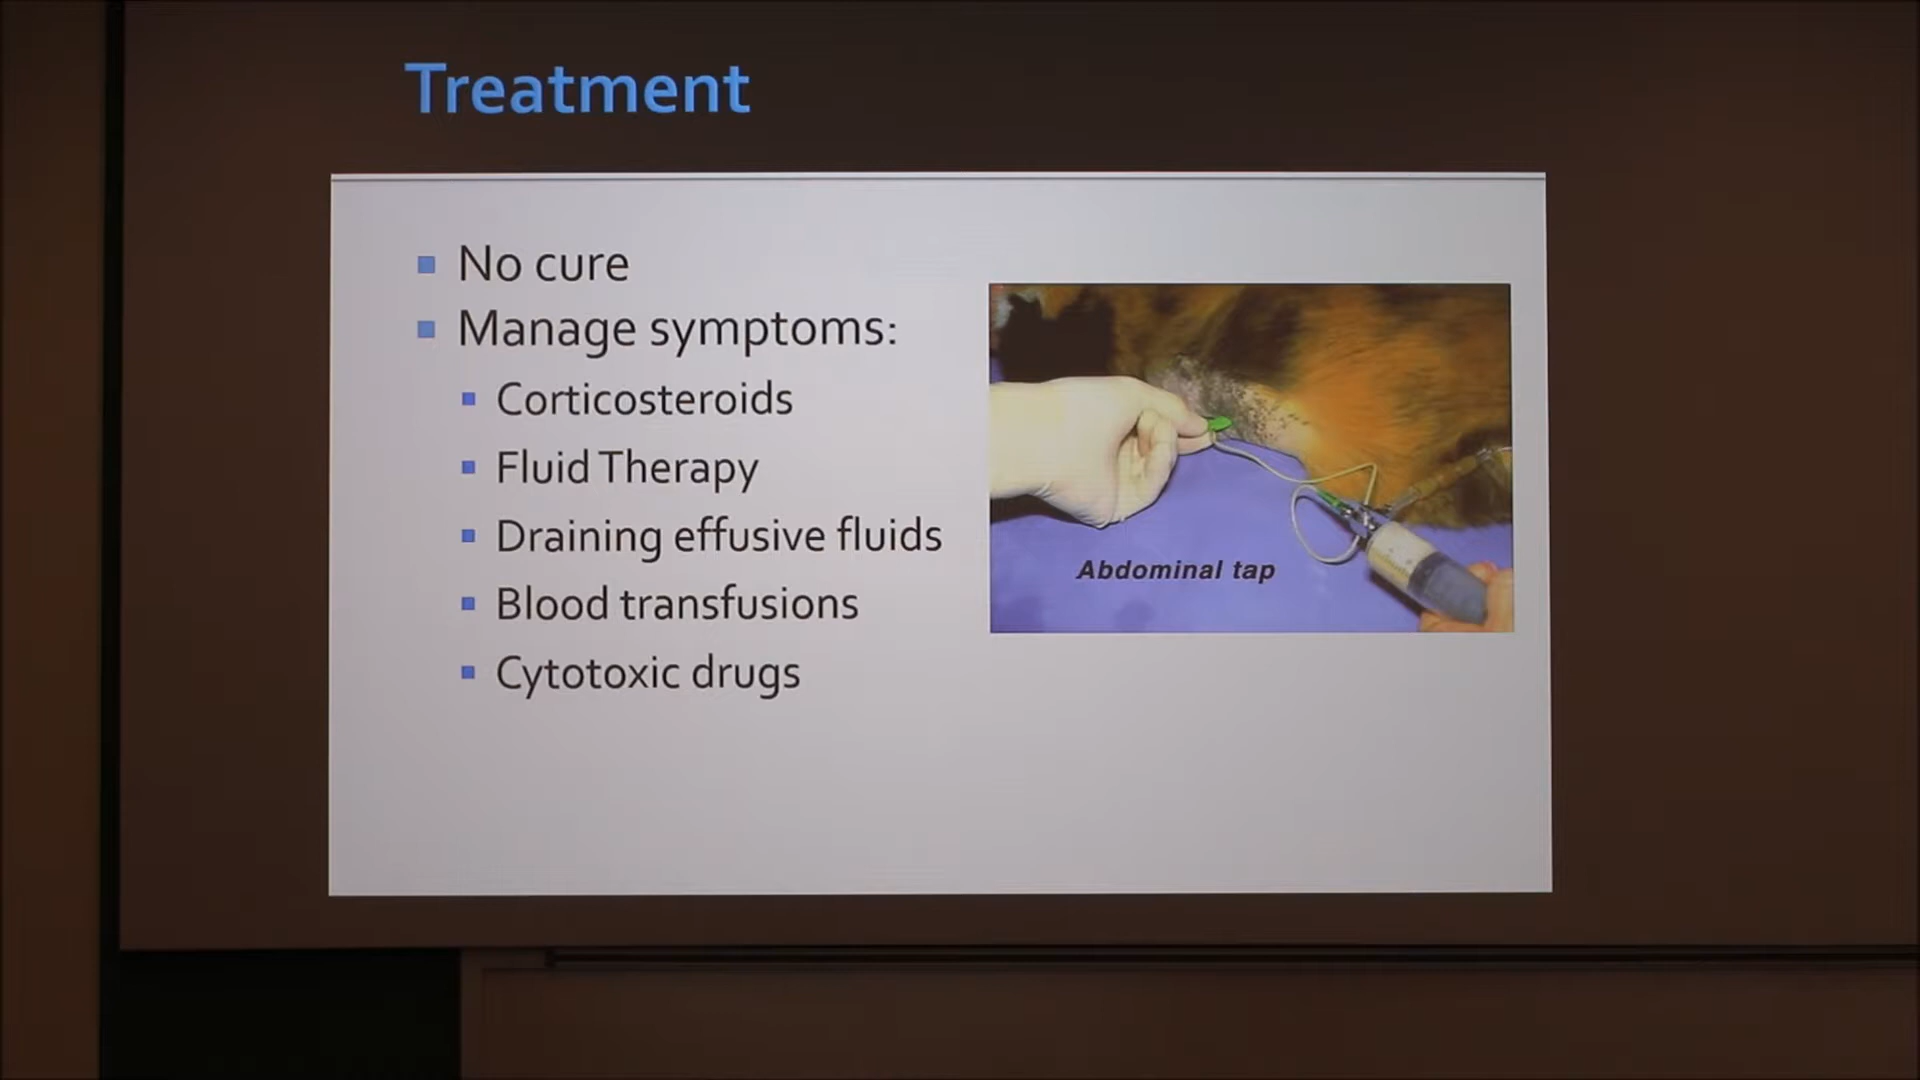 Treatment
No cure
Manage symptoms:
Corticosteroids
Fluid Therapy
Draining effusive fluids
Blood transfusions
Cytotoxic drugs
Abdominal tap